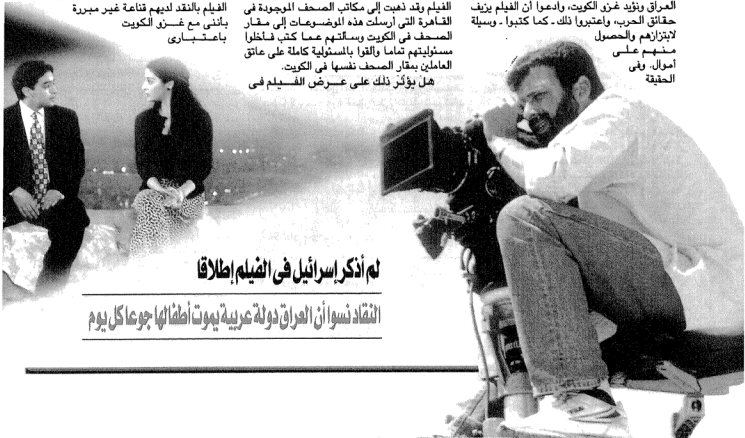 العراق ونؤيد غزو الكويت، وادعوا أن الفيلم يزيف
حقائق الحرب، واعتبروا ذلك ـ كما كتبوا ـ وسيلة
لابتزازهم والحصول
منهم على
أموال. وفى
الحقيقة
الفيلم وقد ذهبت إلى مكاتب الصحف الموجودة فى
القاهرة التى أرسلت هذه الموضوعات إلى مقار
الصحف فى الكويت وسألتهم عما كتب فأخلوا
مسئوليتهم تماما وألقوا بالمسئولية كاملة على عاتق
العاملين بمقار الصحف نفسها فى الكويت.
هل يؤثر ذلك على عرض الفيلم فى
الفيلم بالنقد لديهم قناعة غير مبررة
بأننى مع غزو الكويت
باعتبارى
لم أذكر إسرائيل فى الفيلم إطلاقا
النقاد نسوا أن العراق دولة عربية يموت أطفالها جوعا كل يوم